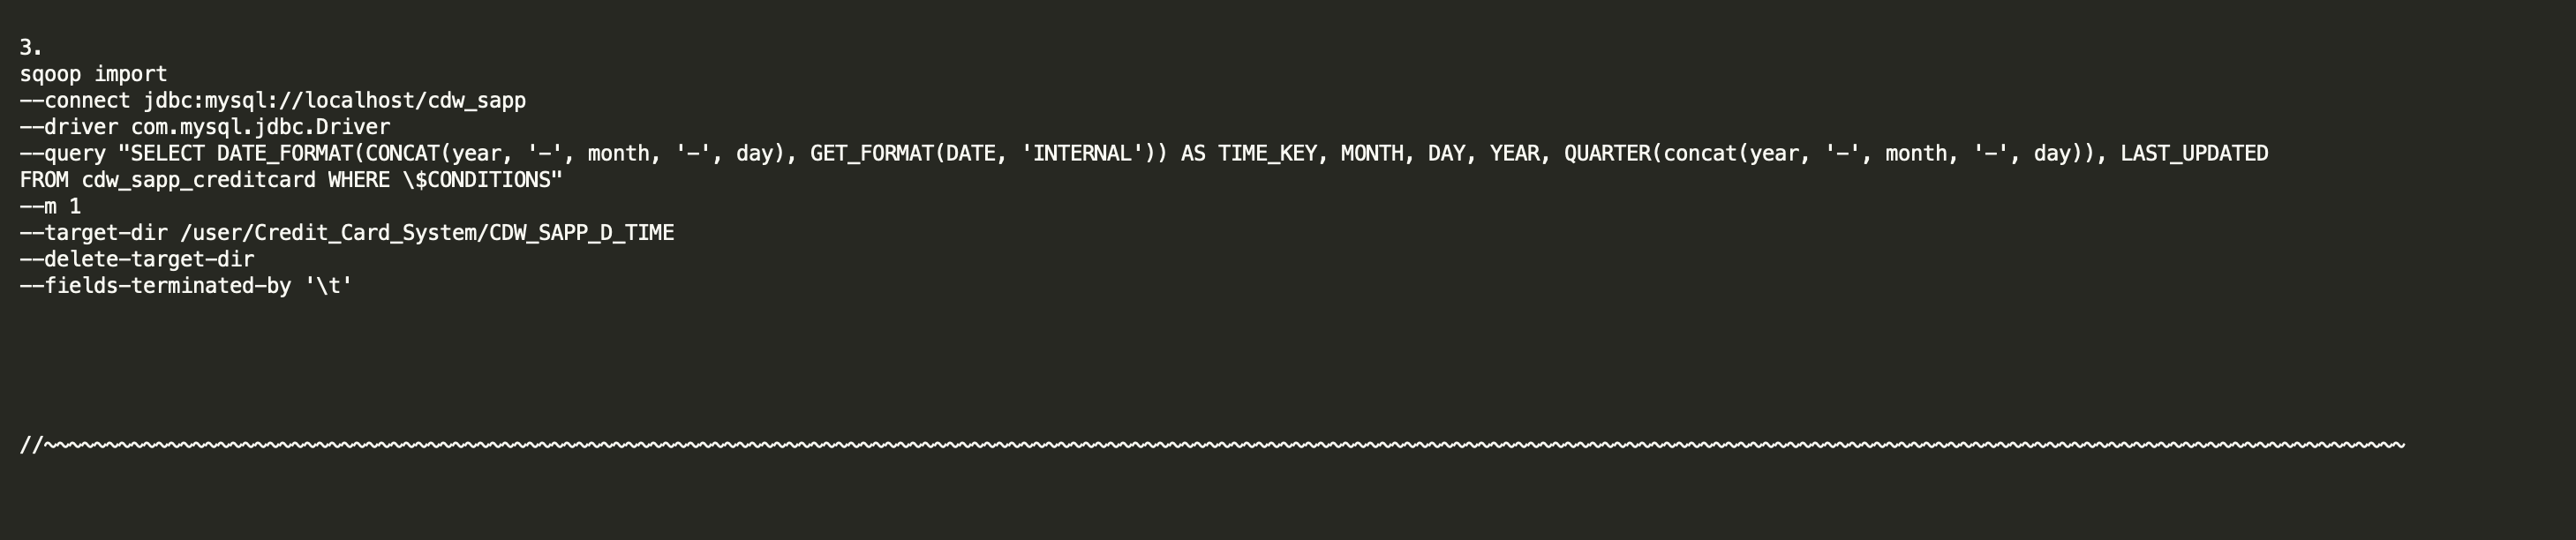 3.
sqoop import
--connect jdbc:mysql://localhost/cdw_sapp
--driver com.mysql.jdbc.Driver
--query "SELECT DATE_FORMAT(CONCAT(year, '-', month, '-', day), GET_FORMAT(DATE, 'INTERNAL')) AS TIME_KEY, MONTH, DAY, YEAR, QUARTER(concat(year, '-', month, '-', day)), LAST_UPDATED
FROM cdw_sapp_creditcard WHERE \$CONDITIONS"
--m 1
--target-dir /user/Credit_Card_System/CDW_SAPP_D_TIME
--delete-target-dir
--fields-terminated-by '\t'
//~~~~~~~~~~~~~~~~~~~~~~~~~~~~~~~~~~~~~~~~~~~~~~~~~~~~~~~~~~~~~~~~~~~~~~~~~~~~~~~~~~~~~~~~~~~~~~~~~~~~~~~~~~~~~~~~~~~~~~~~~~~~~~~~~~~~~~~~~~~~~~~~~~~~~~~~~~~~~~~~~~~~~~~~~~~~~~~~~~~~~~~~~~